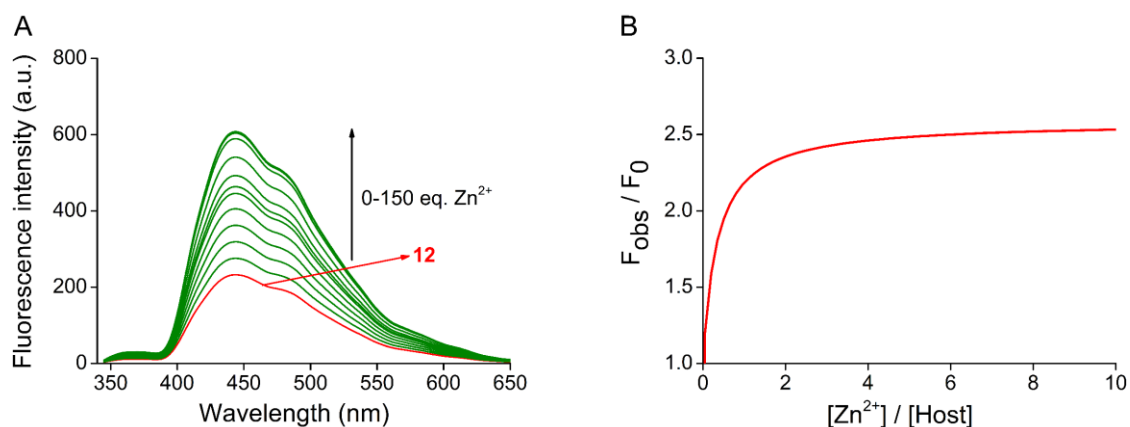 A
Fluorescence intensity (a.u.)
800
600
400
200
0
350 400 450 500 550 600 650
Wavelength (nm)
0-150 eq. Zn²⁺
12
B
F_obs / F_0
3.0
2.5
2.0
1.5
1.0
0 2 4 6 8 10
[Zn²⁺] / [Host]